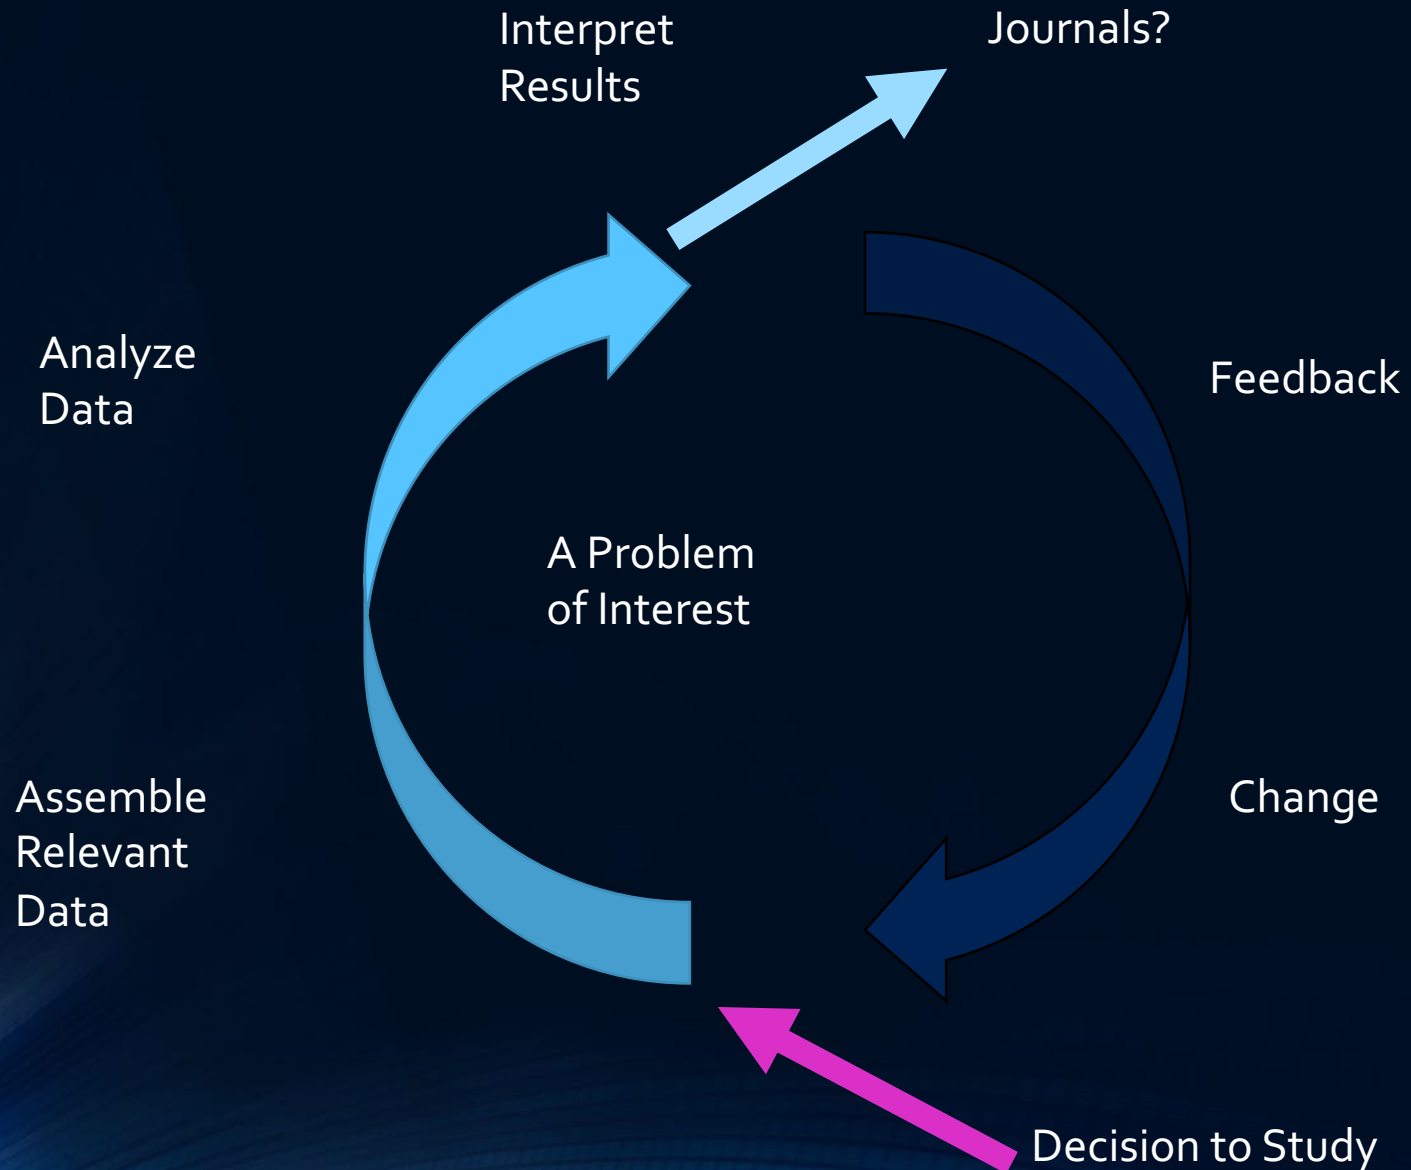 Interpret
Results
Journals?
Analyze
Data
Feedback
A Problem
of Interest
Assemble
Relevant
Data
Change
Decision to Study